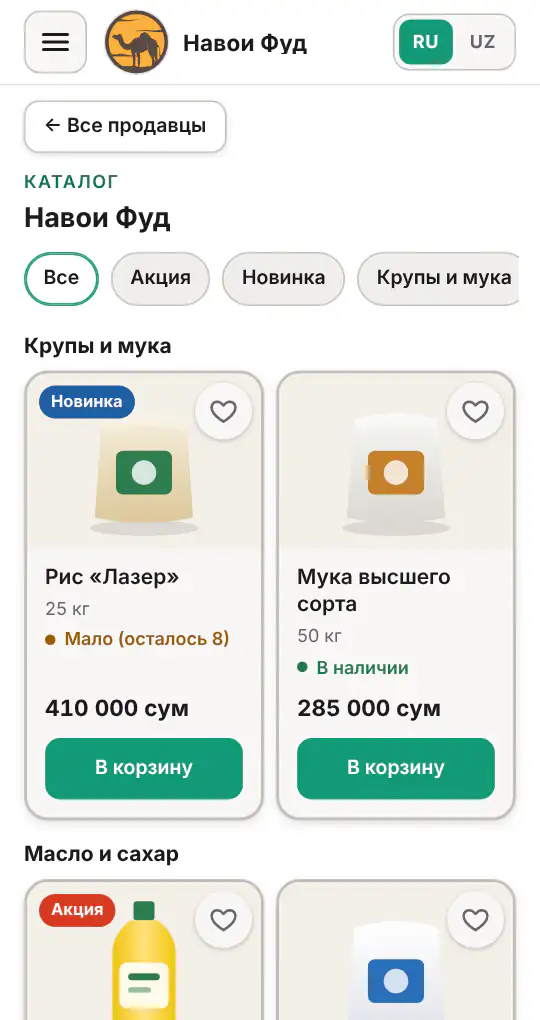 Навои Фуд
RU UZ
← Все продавцы
КАТАЛОГ
Навои Фуд
Все Акция Новинка Крупы и мука
Крупы и мука
Новинка
Рис «Лазер»
25 кг
Мало (осталось 8)
410 000 сум
В корзину
Мука высшего
сорта
50 кг
В наличии
285 000 сум
В корзину
Масло и сахар
Акция